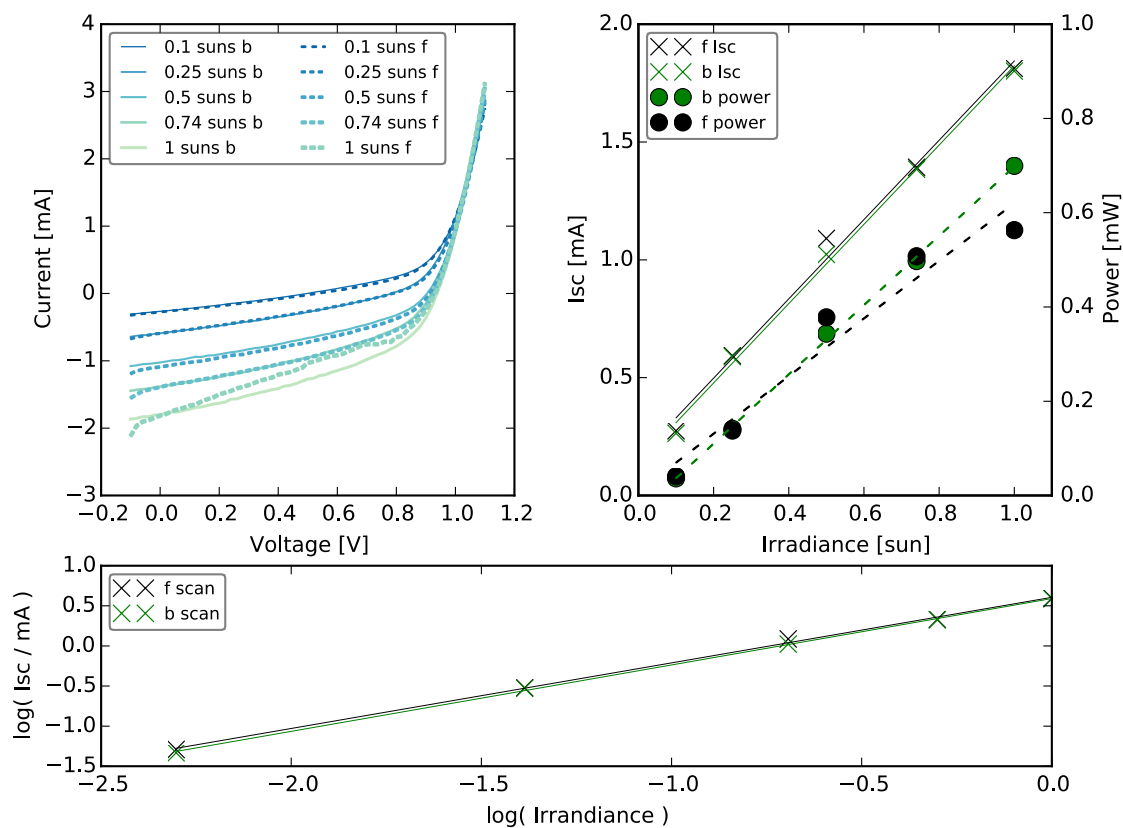 4
3
2
1
0
−1
−2
−3
−0.2
0.0
0.2
0.4
0.6
0.8
1.0
1.2
Current [mA]
Voltage [V]
0.1 suns b
0.25 suns b
0.5 suns b
0.74 suns b
1 suns b
0.1 suns f
0.25 suns f
0.5 suns f
0.74 suns f
1 suns f
2.0
1.5
1.0
0.5
0.0
Isc [mA]
f Isc
b Isc
b power
f power
0.0
0.2
0.4
0.6
0.8
1.0
Irradiance [sun]
1.0
0.8
0.6
0.4
0.2
0.0
Power [mW]
1.0
0.5
0.0
−0.5
−1.0
−1.5
log( Isc / mA )
f scan
b scan
−2.5
−2.0
−1.5
−1.0
−0.5
0.0
log( Irrandiance )